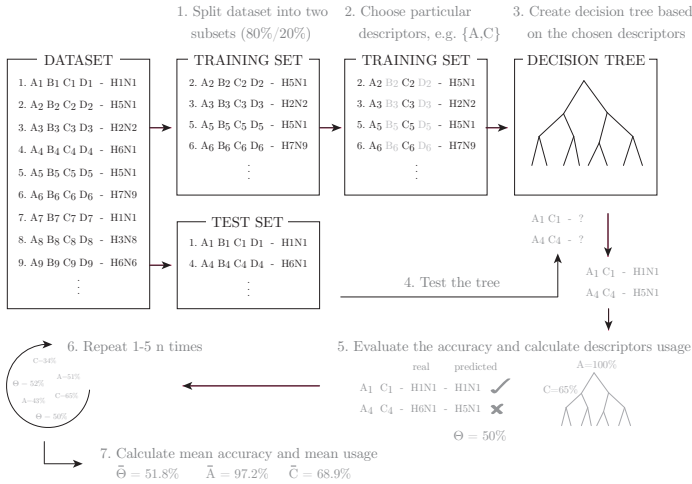 1. Split dataset into two subsets (80%/20%)
2. Choose particular descriptors, e.g. {A,C}
3. Create decision tree based on the chosen descriptors
DATASET
1. A1 B1 C1 D1 - H1N1
2. A2 B2 C2 D2 - H5N1
3. A3 B3 C3 D3 - H2N2
4. A4 B4 C4 D4 - H6N1
5. A5 B5 C5 D5 - H5N1
6. A6 B6 C6 D6 - H7N9
7. A7 B7 C7 D7 - H1N1
8. A8 B8 C8 D8 - H3N8
9. A9 B9 C9 D9 - H6N6
TRAINING SET
2. A2 B2 C2 D2 - H5N1
3. A3 B3 C3 D3 - H2N2
5. A5 B5 C5 D5 - H5N1
6. A6 B6 C6 D6 - H7N9
TRAINING SET
2. A2 B2 C2 D2 - H5N1
3. A3 B3 C3 D3 - H2N2
5. A5 B5 C5 D5 - H5N1
6. A6 B6 C6 D6 - H7N9
DECISION TREE
TEST SET
1. A1 B1 C1 D1 - H1N1
4. A4 B4 C4 D4 - H6N1
A1 C1 - ?
A4 C4 - ?
4. Test the tree
A1 C1 - H1N1
A4 C4 - H5N1
5. Evaluate the accuracy and calculate descriptors usage
real predicted
A1 C1 - H1N1 - H1N1 ✓
A4 C4 - H6N1 - H5N1 ✗
Θ = 50%
A=100%
C=65%
6. Repeat 1-5 n times
C=34%
A=51%
Θ = 52%
C=65%
A=43%
Θ = 50%
7. Calculate mean accuracy and mean usage
Θ̄ = 51.8% Ā = 97.2% C̄ = 68.9%